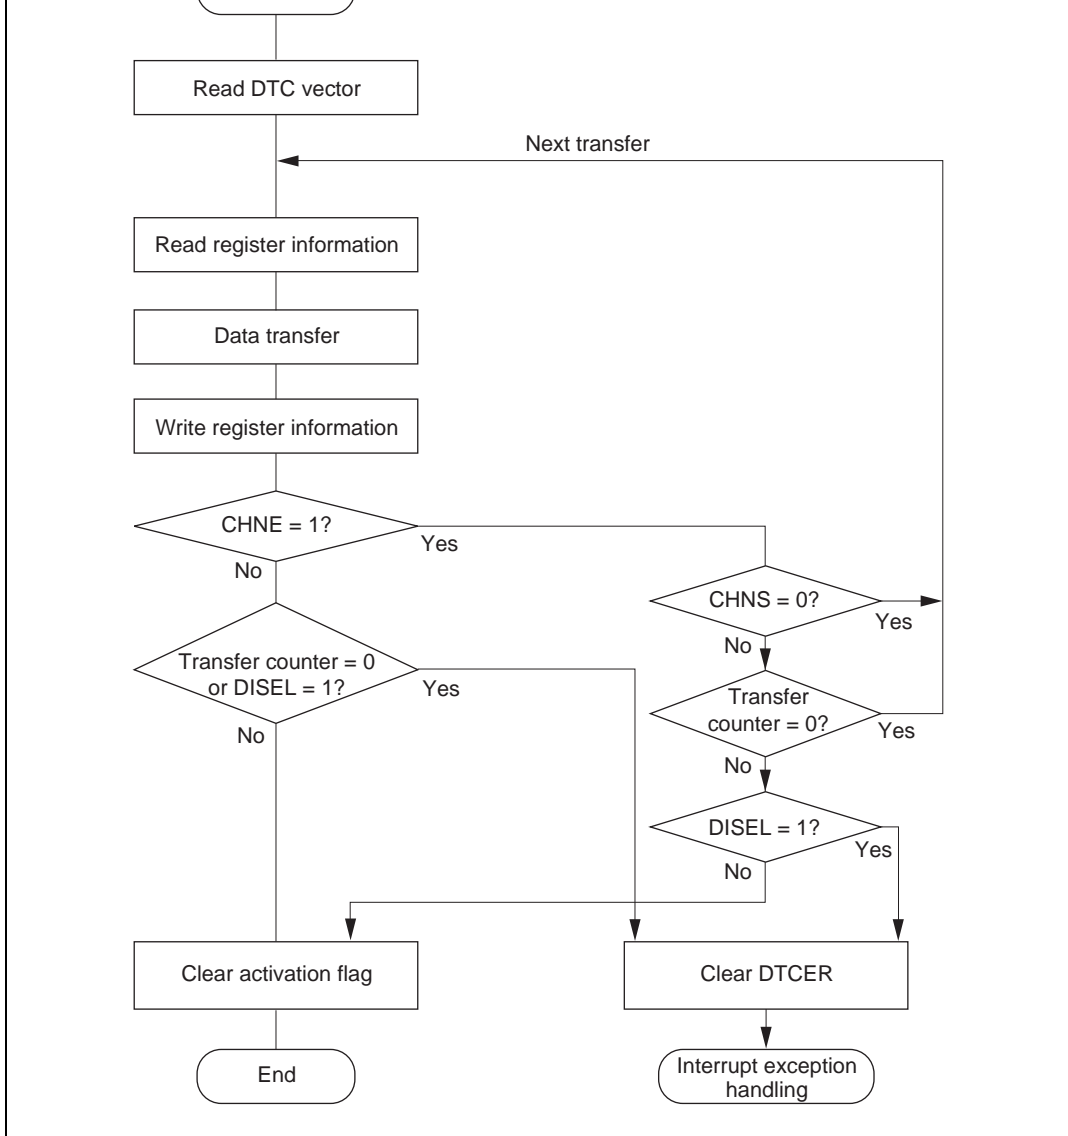 Read DTC vector
Next transfer
Read register information
Data transfer
Write register information
CHNE = 1?
Yes
No
CHNS = 0?
Yes
No
Transfer counter = 0
or DISEL = 1?
Yes
No
Transfer
counter = 0?
Yes
No
DISEL = 1?
Yes
No
Clear activation flag
Clear DTCER
End
Interrupt exception
handling